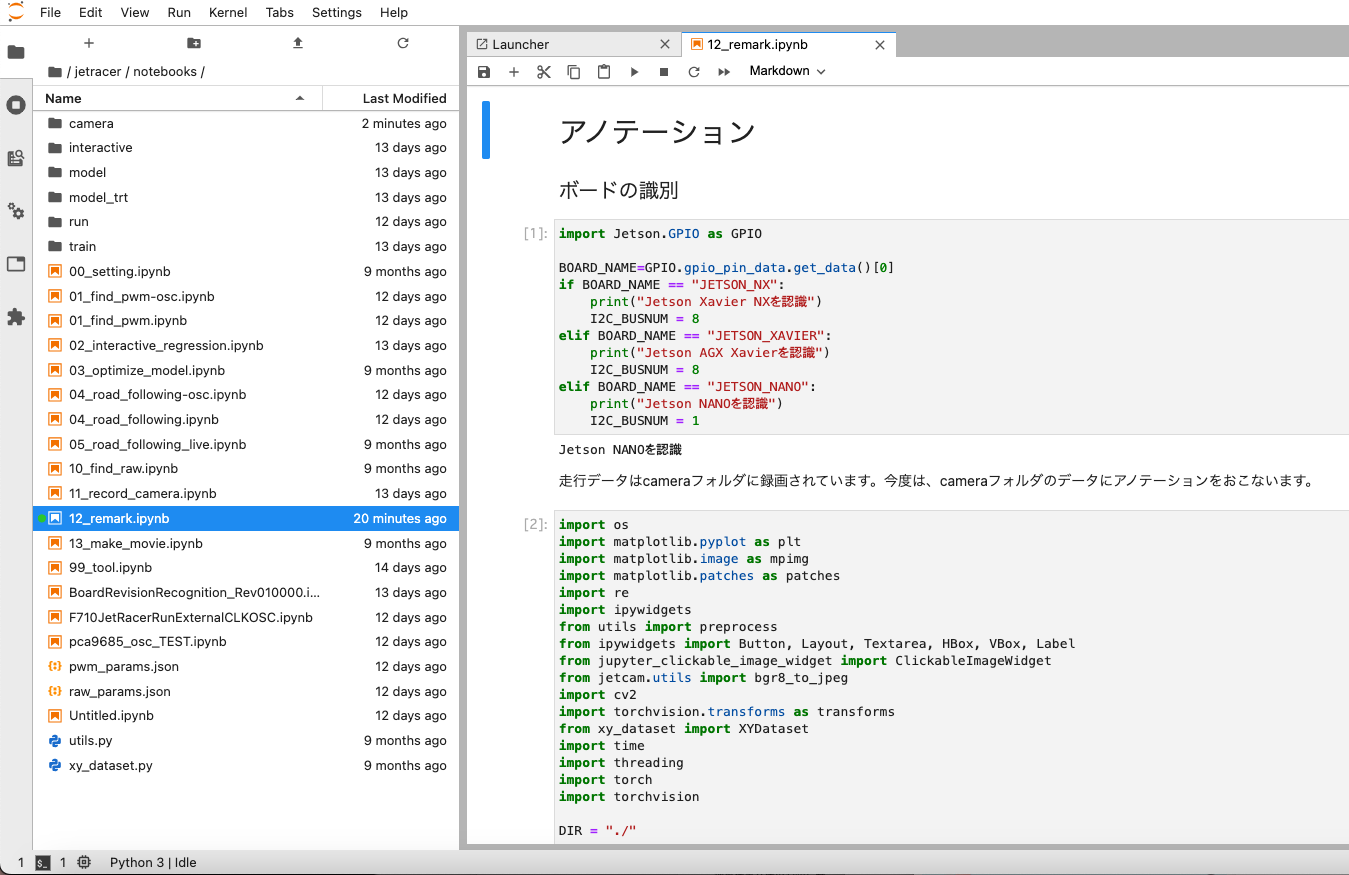 File Edit View Run Kernel Tabs Settings Help
/ jetracer / notebooks /
Name Last Modified
camera 2 minutes ago
interactive 13 days ago
model 13 days ago
model_trt 13 days ago
run 12 days ago
train 13 days ago
00_setting.ipynb 9 months ago
01_find_pwm-osc.ipynb 12 days ago
01_find_pwm.ipynb 12 days ago
02_interactive_regression.ipynb 13 days ago
03_optimize_model.ipynb 9 months ago
04_road_following-osc.ipynb 12 days ago
04_road_following.ipynb 12 days ago
05_road_following_live.ipynb 9 months ago
10_find_raw.ipynb 9 months ago
11_record_camera.ipynb 13 days ago
12_remark.ipynb 20 minutes ago
13_make_movie.ipynb 9 months ago
99_tool.ipynb 14 days ago
BoardRevisionRecognition_Rev010000.i... 13 days ago
F710JetRacerRunExternalCLKOSC.ipynb 12 days ago
pca9685_osc_TEST.ipynb 12 days ago
pwm_params.json 12 days ago
raw_params.json 12 days ago
Untitled.ipynb 12 days ago
utils.py 9 months ago
xy_dataset.py 9 months ago
Launcher 12_remark.ipynb
Markdown
アノテーション
ボードの識別
[1]: import Jetson.GPIO as GPIO
BOARD_NAME=GPIO.gpio_pin_data.get_data()[0]
if BOARD_NAME == "JETSON_NX":
print("Jetson Xavier NXを認識")
I2C_BUSNUM = 8
elif BOARD_NAME == "JETSON_XAVIER":
print("Jetson AGX Xavierを認識")
I2C_BUSNUM = 8
elif BOARD_NAME == "JETSON_NANO":
print("Jetson NANOを認識")
I2C_BUSNUM = 1
Jetson NANOを認識
走行データはcameraフォルダに録画されています。今度は、cameraフォルダのデータにアノテーションをおこないます。
[2]: import os
import matplotlib.pyplot as plt
import matplotlib.image as mpimg
import matplotlib.patches as patches
import re
import ipywidgets
from utils import preprocess
from ipywidgets import Button, Layout, Textarea, HBox, VBox, Label
from jupyter_clickable_image_widget import ClickableImageWidget
from jetcam.utils import bgr8_to_jpeg
import cv2
import torchvision.transforms as transforms
from xy_dataset import XYDataset
import time
import threading
import torch
import torchvision
DIR = "./"
1 $_ 1 Python 3 | Idle